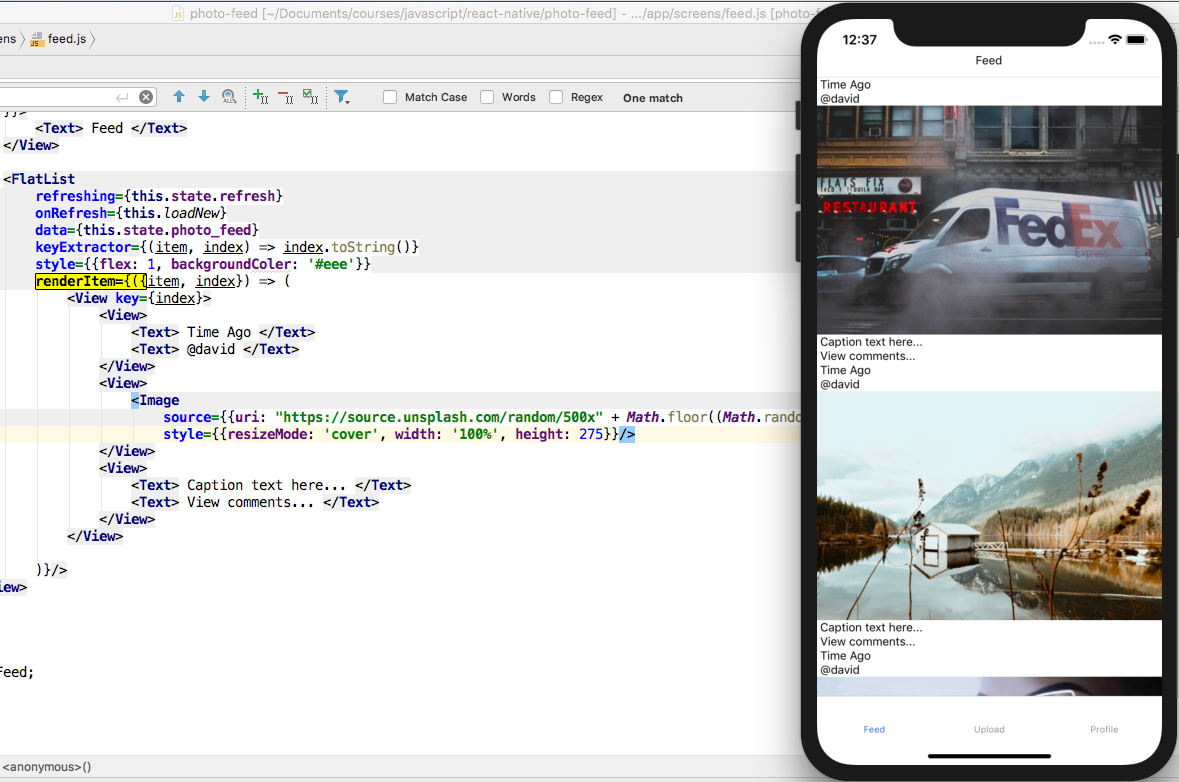 photo-feed [~/Documents/courses/javascript/react-native/photo-feed] - .../app/screens/feed.js [photo-
ens
feed.js
Match Case
Words
Regex
One match
<Text> Feed </Text>
</View>
<FlatList
refreshing={this.state.refresh}
onRefresh={this.loadNew}
data={this.state.photo_feed}
keyExtractor={(item, index) => index.toString()}
style={{flex: 1, backgroundColer: '#eee'}}
renderItem={({item, index}) => (
<View key={index}>
<View>
<Text> Time Ago </Text>
<Text> @david </Text>
</View>
<View>
<Image
source={{uri: "https://source.unsplash.com/random/500x" + Math.floor((Math.rando
style={{resizeMode: 'cover', width: '100%', height: 275}}/>
</View>
<View>
<Text> Caption text here... </Text>
<Text> View comments... </Text>
</View>
</View>
)}/>
iew>
Feed;
<anonymous>()
12:37
Feed
Time Ago
@david
FLATS FIX
TACO Y TEQUILA BAR
RESTAURANT
FedEx
Express
Caption text here...
View comments...
Time Ago
@david
Caption text here...
View comments...
Time Ago
@david
Feed
Upload
Profile